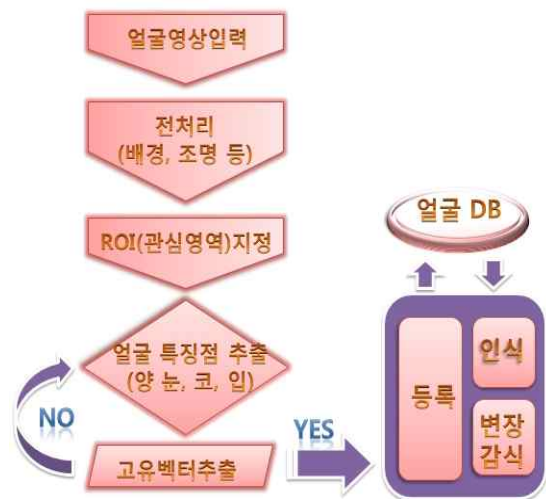 얼굴영상입력
전처리
(배경, 조명 등)
ROI(관심영역)지정
얼굴 특징점 추출
(양 눈, 코, 입)
NO
고유벡터추출
YES
얼굴 DB
등록
인식
변장
감식